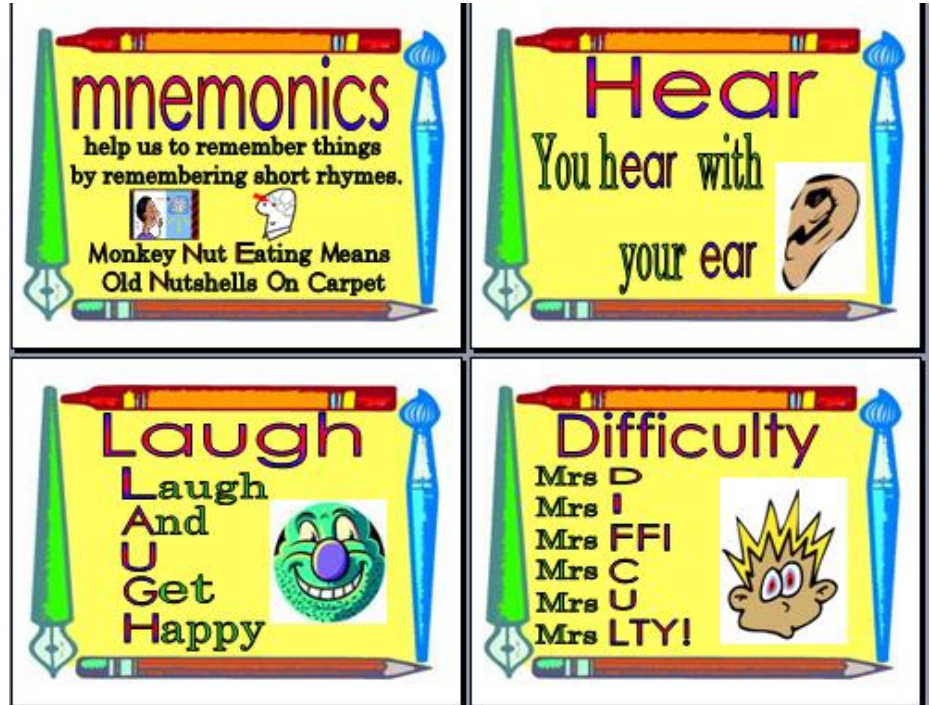 mnemonics
help us to remember things
by remembering short rhymes.
Monkey Nut Eating Means
Old Nutshells On Carpet
Hear
You hear with
your ear
Laugh
Laugh
And
U
Get
Happy
Difficulty
Mrs D
Mrs I
Mrs FFI
Mrs C
Mrs U
Mrs LTY!